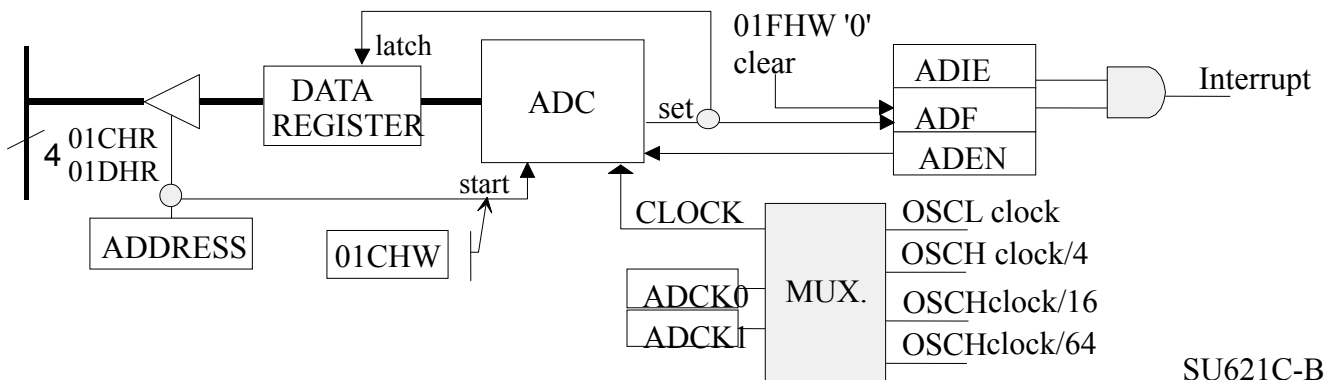 01FHW '0'
clear
latch
DATA
REGISTER
ADC
set
ADIE
ADF
ADEN
Interrupt
4
01CHR
01DHR
start
ADDRESS
01CHW
CLOCK
ADCK0
ADCK1
MUX.
OSCL clock
OSCH clock/4
OSCHclock/16
OSCHclock/64
SU621C-B